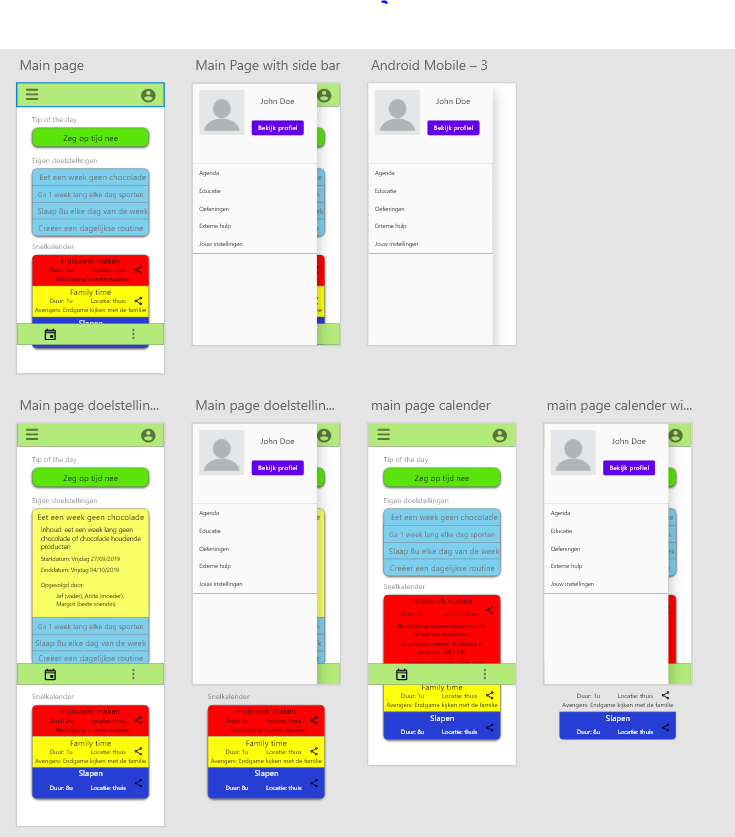 Main page
Tip of the day
Zeg op tijd nee
Eigen doelstellingen
Eet een week geen chocolade
Ga 1 week lang elke dag sporten
Slaap 8u elke dag van de week
Creëer een dagelijkse routine
Snelkalender
Huiswerk maken
Duur: 2u Locatie: thuis
Beschrijving: chemie studeren
Family time
Duur: 1u Locatie: thuis
Avengers: Endgame kijken met de familie
Slapen
Main Page with side bar
John Doe
Bekijk profiel
Agenda
Educatie
Oefeningen
Externe hulp
Jouw instellingen
Android Mobile – 3
John Doe
Bekijk profiel
Agenda
Educatie
Oefeningen
Externe hulp
Jouw instellingen
Main page doelstellin...
Tip of the day
Zeg op tijd nee
Eigen doelstellingen
Eet een week geen chocolade
Inhoud: eet een week lang geen
chocolade of chocolade houdende
producten
Startdatum: Vrijdag 27/09/2019
Einddatum: Vrijdag 04/10/2019
Opgevolgd door:
Jef (vader), Anita (moeder),
Margot (beste vriendin)
Ga 1 week lang elke dag sporten
Slaap 8u elke dag van de week
Creëer een dagelijkse routine
Snelkalender
Huiswerk maken
Duur: 2u Locatie: thuis
Beschrijving: chemie studeren
Family time
Duur: 1u Locatie: thuis
Avengers: Endgame kijken met de familie
Slapen
Duur: 8u Locatie: thuis
Main page doelstellin...
John Doe
Bekijk profiel
Agenda
Educatie
Oefeningen
Externe hulp
Jouw instellingen
Snelkalender
Huiswerk maken
Duur: 2u Locatie: thuis
Beschrijving: chemie studeren
Family time
Duur: 1u Locatie: thuis
Avengers: Endgame kijken met de familie
Slapen
Duur: 8u Locatie: thuis
main page calender
Tip of the day
Zeg op tijd nee
Eigen doelstellingen
Eet een week geen chocolade
Ga 1 week lang elke dag sporten
Slaap 8u elke dag van de week
Creëer een dagelijkse routine
Snelkalender
Huiswerk maken
Duur: 2u Locatie: thuis
Beschrijving: chemie studeren voor
de test van donderdag
Organische chemie: hoofdstuk 6
pagina's: 120 - 150
Family time
Avengers: Endgame kijken met de familie
Slapen
Duur: 8u Locatie: thuis
main page calender wi...
John Doe
Bekijk profiel
Agenda
Educatie
Oefeningen
Externe hulp
Jouw instellingen
Duur: 1u Locatie: thuis
Avengers: Endgame kijken met de familie
Slapen
Duur: 8u Locatie: thuis